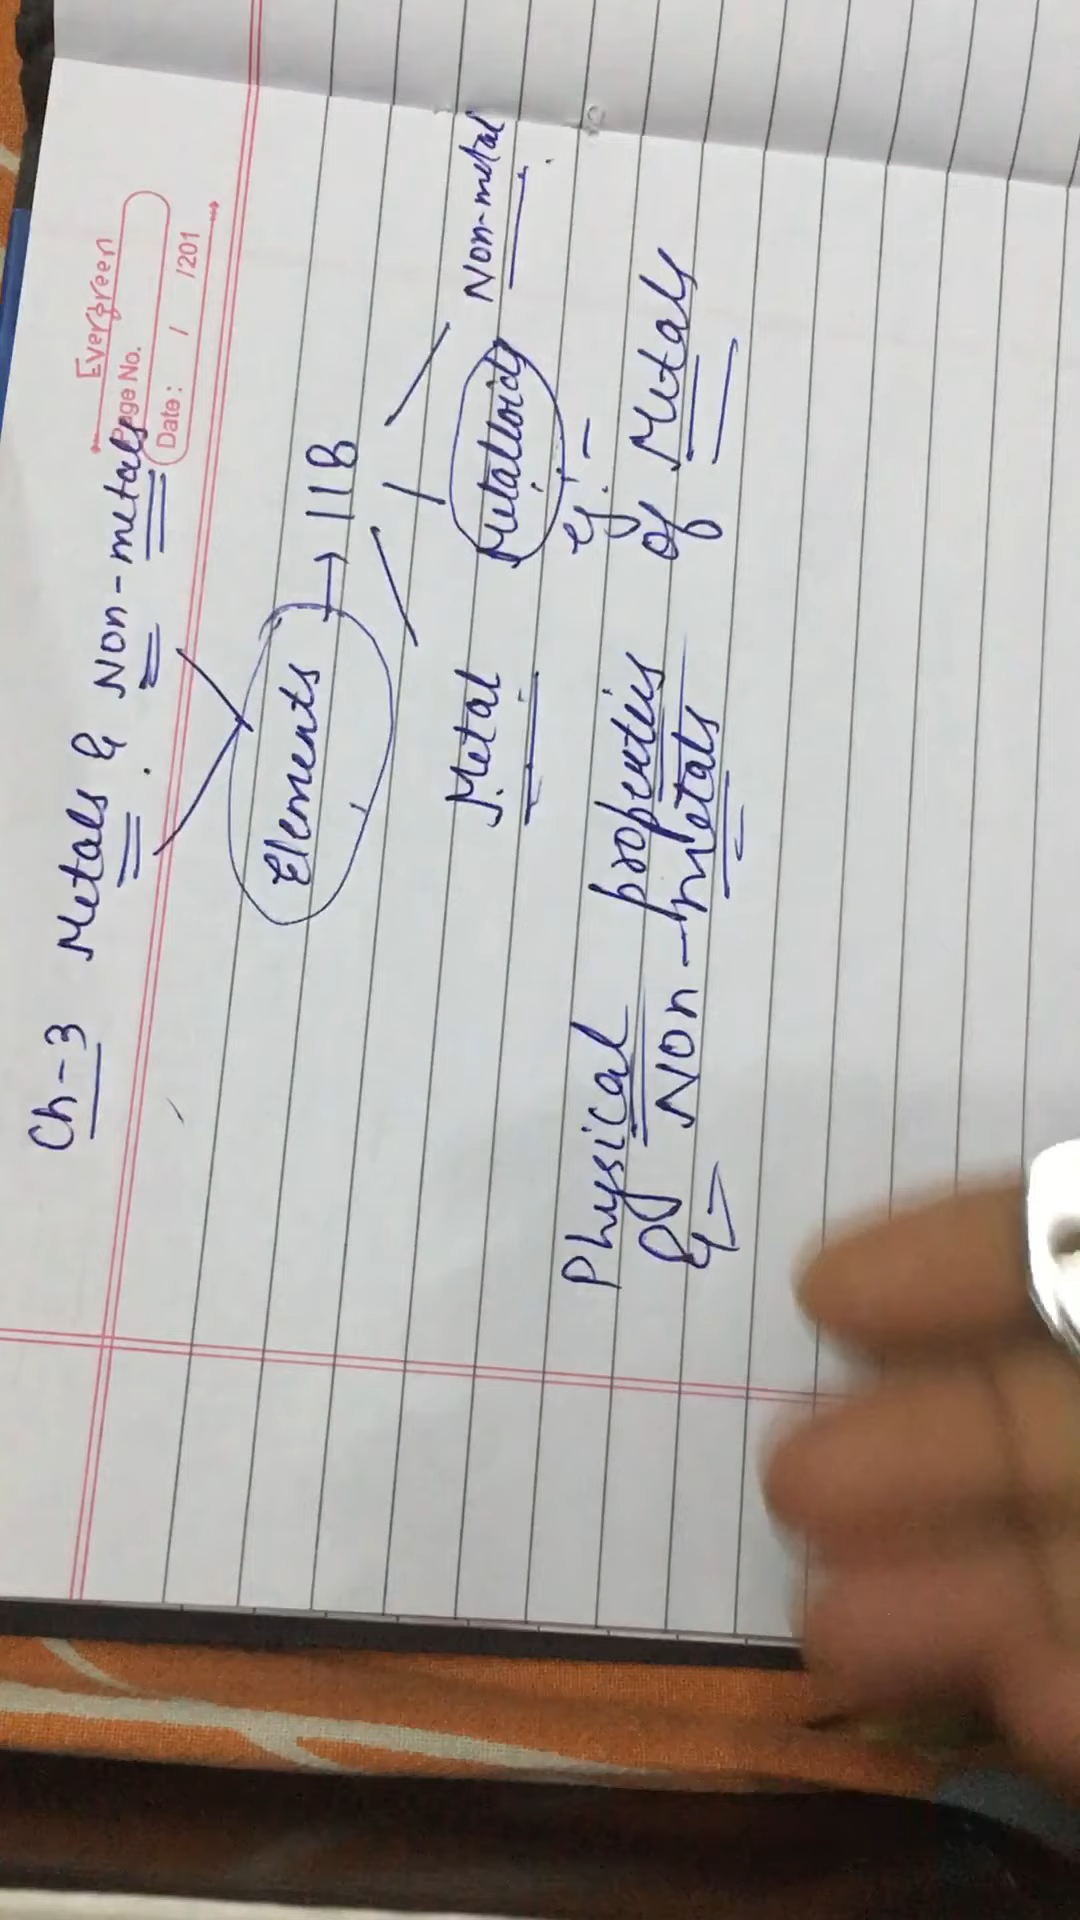 Evergreen
Page No.
Date : / /201
Ch-3 Metals & Non-metals
Elements → 118
Metal Metalloids Non-metal
eg:-
Physical properties of Metals
& Non-metals